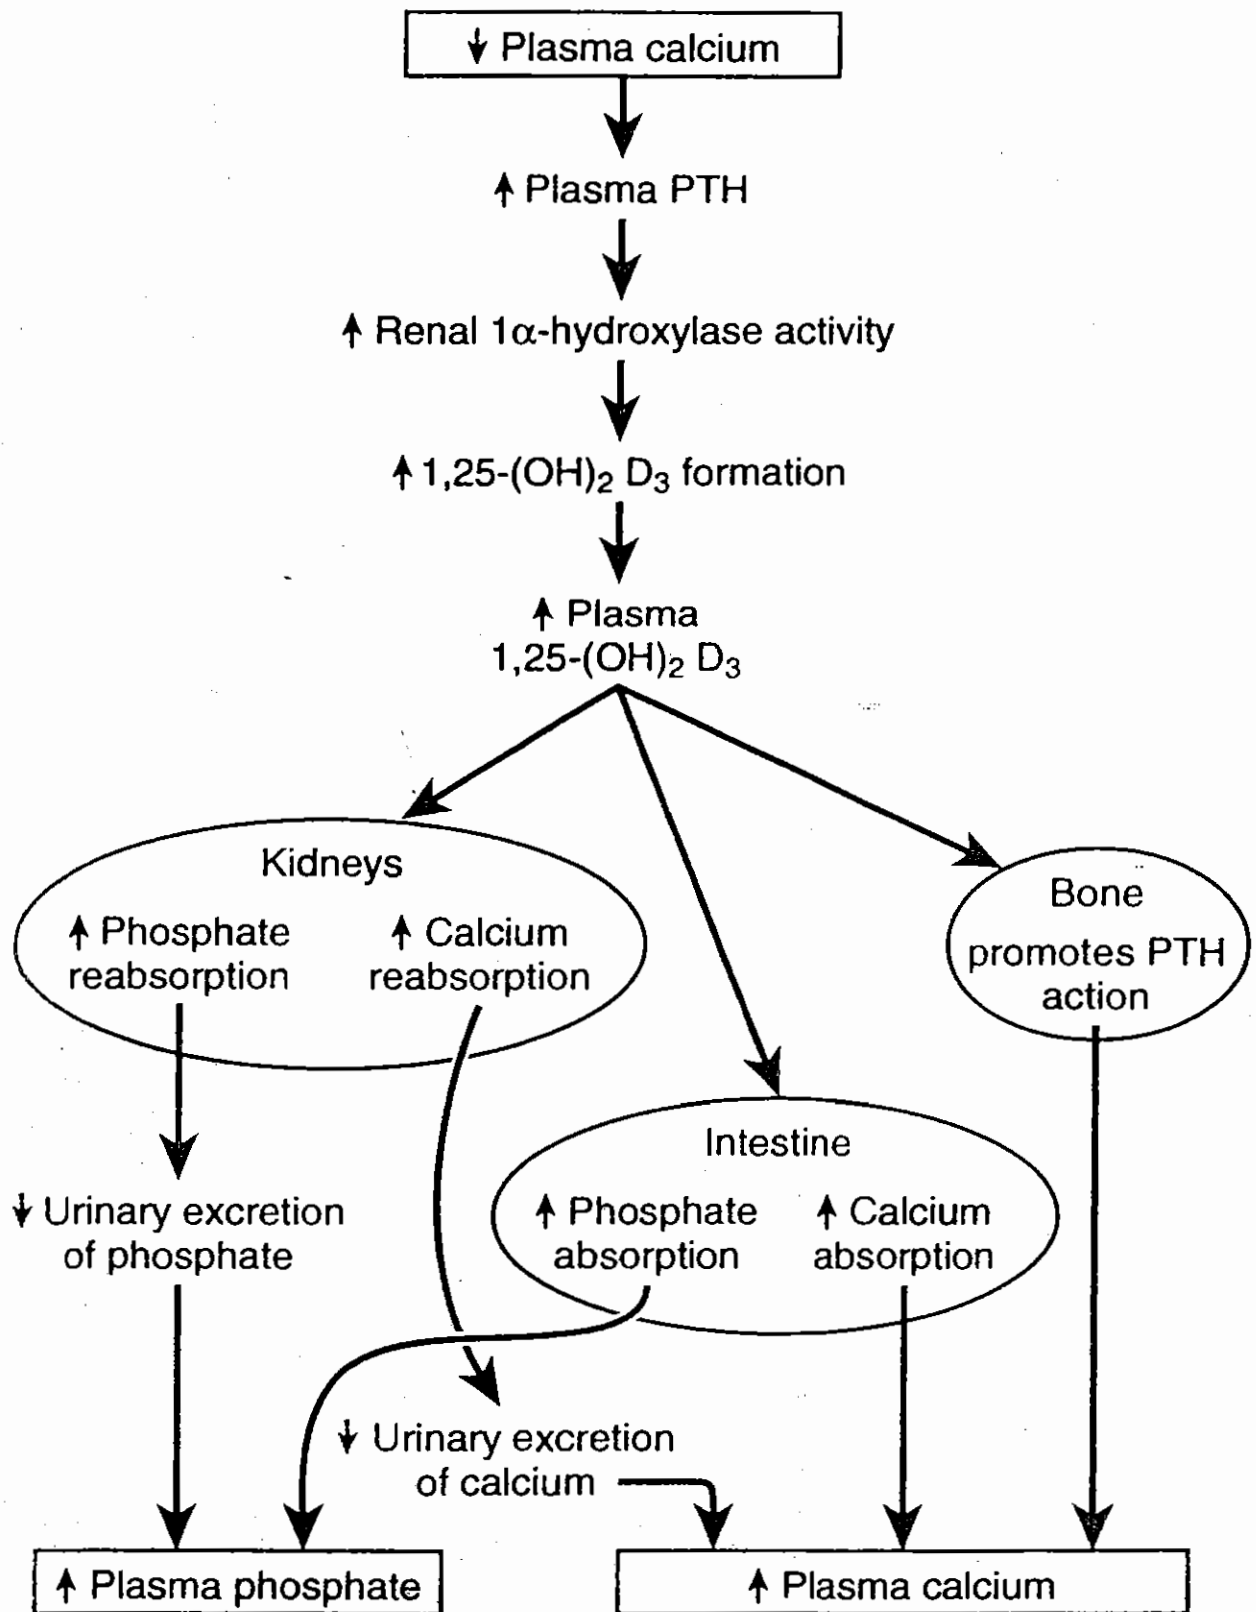 ↓ Plasma calcium
↑ Plasma PTH
↑ Renal 1α-hydroxylase activity
↑ 1,25-(OH)₂ D₃ formation
↑ Plasma
1,25-(OH)₂ D₃
Kidneys
↑ Phosphate
reabsorption
↑ Calcium
reabsorption
Bone
promotes PTH
action
Intestine
↑ Phosphate
absorption
↑ Calcium
absorption
↓ Urinary excretion
of phosphate
↓ Urinary excretion
of calcium
↑ Plasma phosphate
↑ Plasma calcium